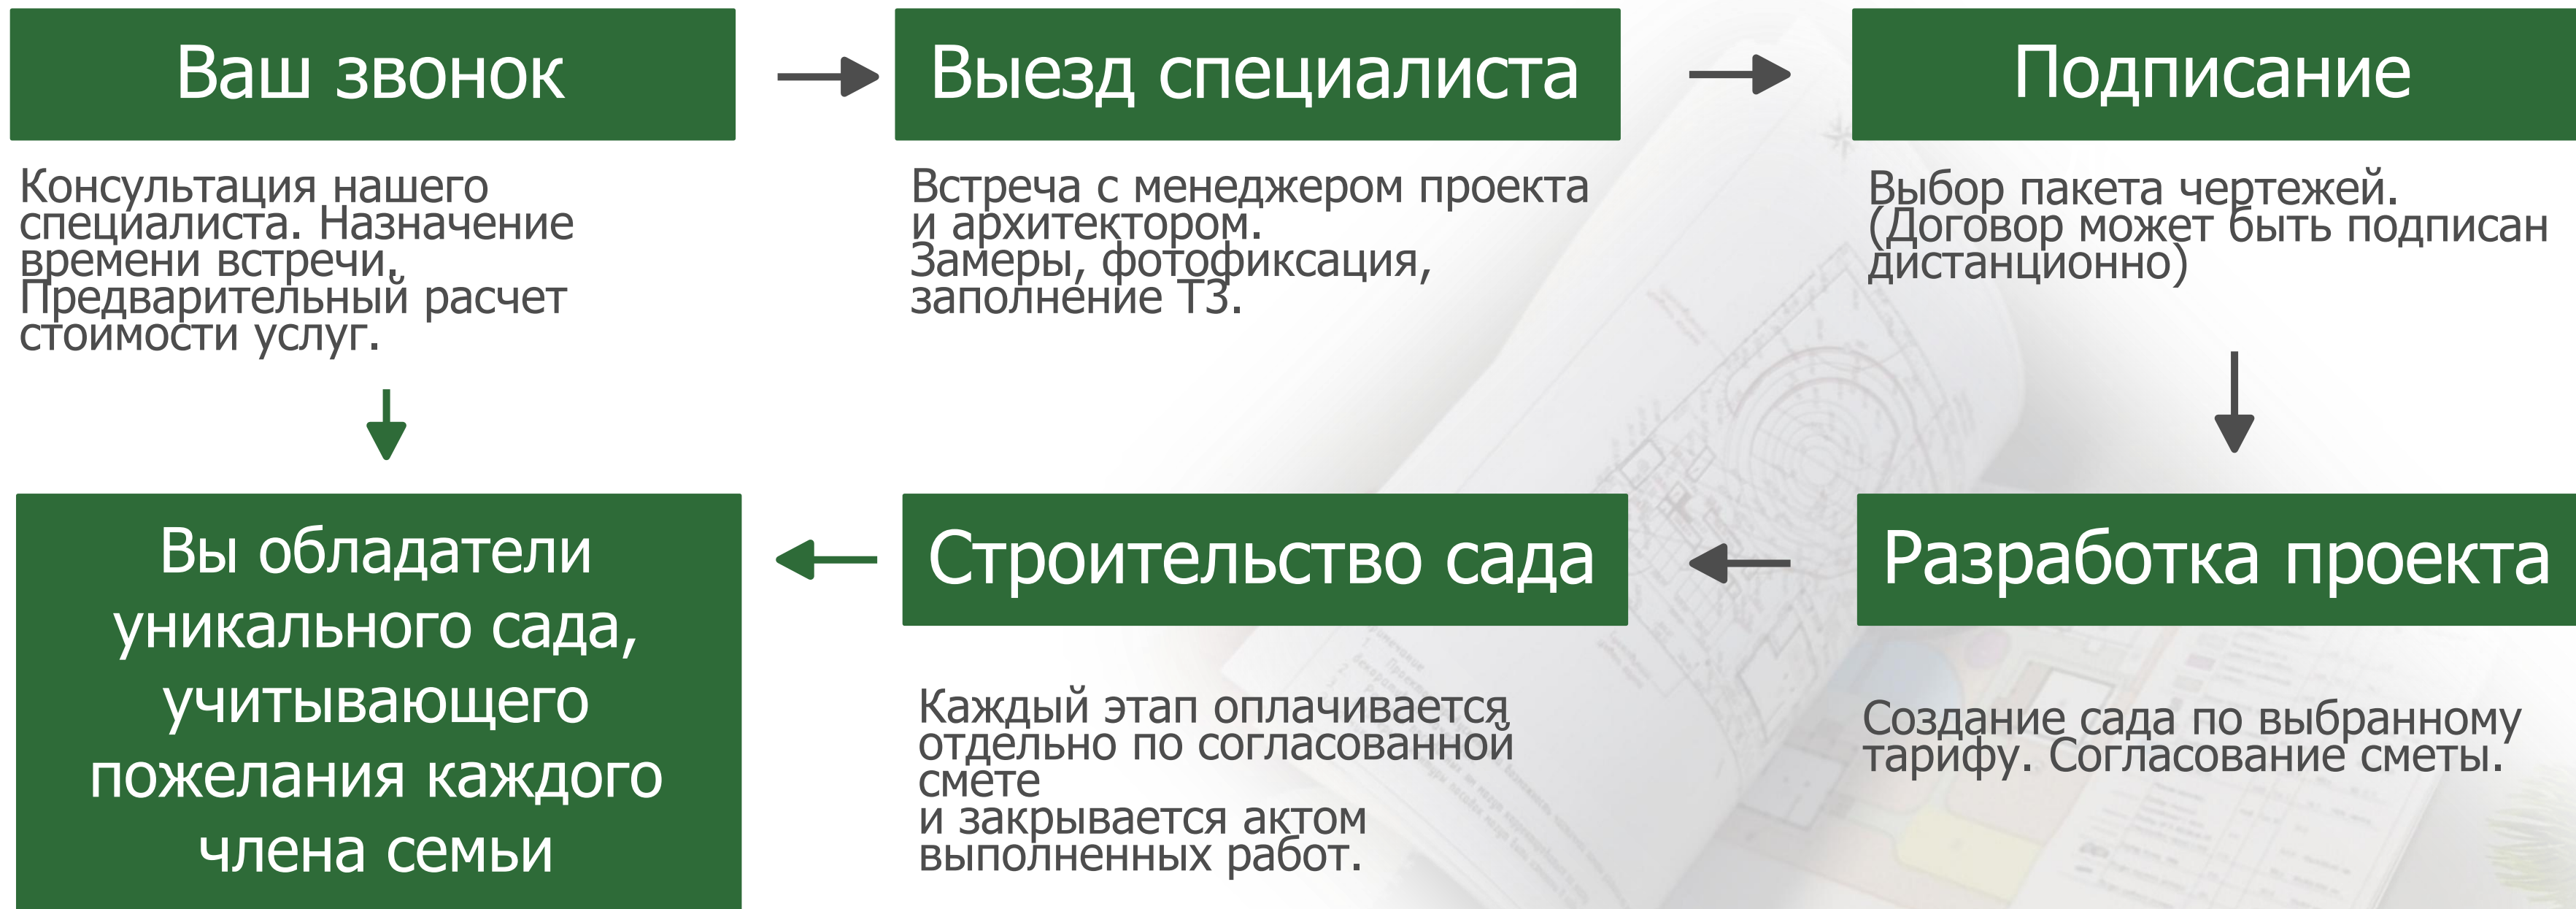 Ваш звонок
Консультация нашего
специалиста. Назначение
времени встречи.
Предварительный расчет
стоимости услуг.
Выезд специалиста
Встреча с менеджером проекта
и архитектором.
Замеры, фотофиксация,
заполнение ТЗ.
Подписание
Выбор пакета чертежей.
(Договор может быть подписан
дистанционно)
Разработка проекта
Создание сада по выбранному
тарифу. Согласование сметы.
Строительство сада
Каждый этап оплачивается
отдельно по согласованной
смете
и закрывается актом
выполненных работ.
Вы обладатели
уникального сада,
учитывающего
пожелания каждого
члена семьи